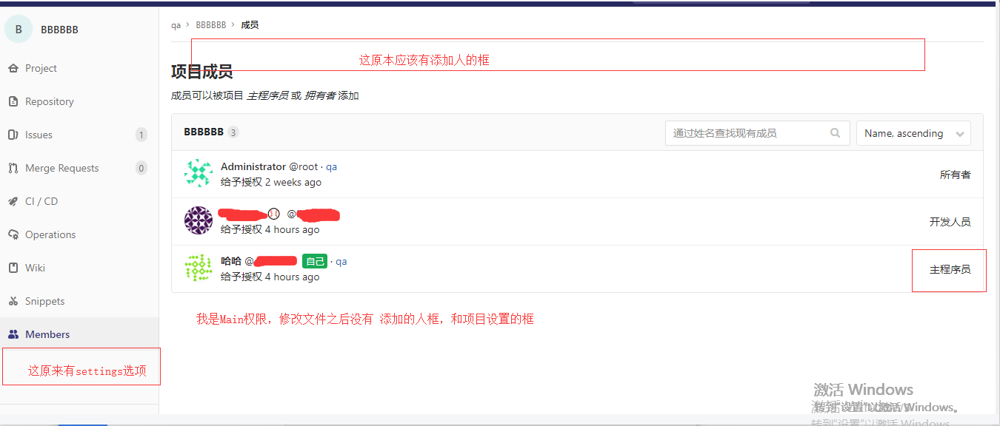 B BBBBBB
qa › BBBBBB › 成员
Project
这原本应该有添加人的框
项目成员
Repository
成员可以被项目 主程序员 或 拥有者 添加
Issues 1
BBBBBB 3
通过姓名查找现有成员
Name, ascending
Merge Requests 0
Administrator @root · qa
给予授权 2 weeks ago
所有者
CI / CD
@
给予授权 4 hours ago
开发人员
Operations
Wiki
哈哈 @ 自己 · qa
给予授权 4 hours ago
主程序员
Snippets
我是Main权限，修改文件之后没有 添加的人框，和项目设置的框
Members
这原来有settings选项
激活 Windows
转到“设置”以激活 Windows。
转到“设置”以激活 Windows